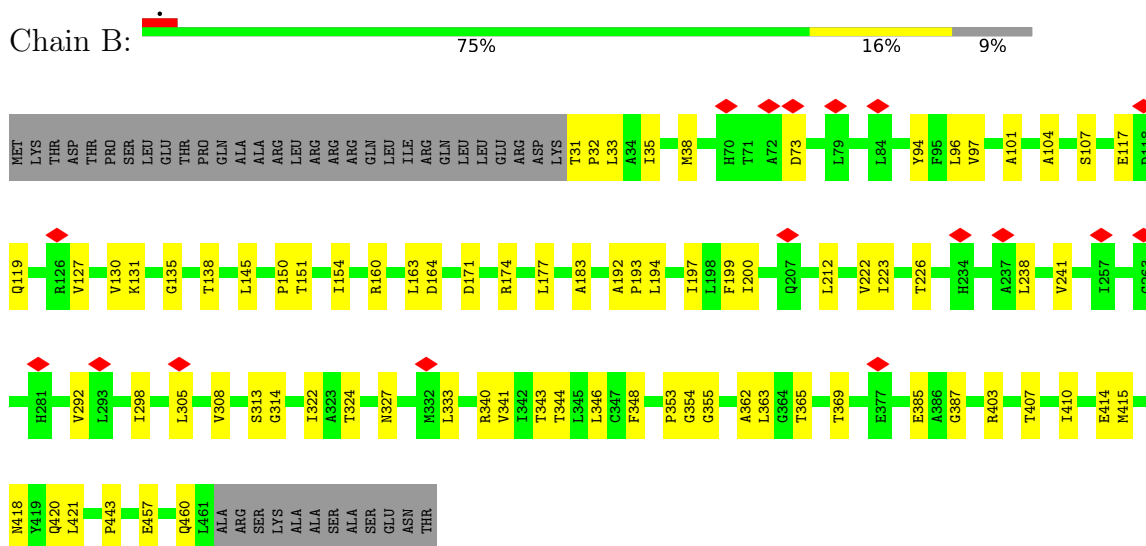 Chain B:
75% 16% 9%
MET LYS THR ASP THR PRO SER LEU GLU THR PRO GLN ALA ALA ARG LEU ARG ARG ARG GLN LEU ILE ARG GLN LEU LEU GLU ARG ASP LYS T31 P32 L33 A34 I35 M38 H70 T71 A72 D73 L79 L84 Y94 F95 L96 V97 A101 A104 S107 E117 D118
Q119 R126 V127 V130 K131 G135 T138 L145 P150 T151 I154 R160 L163 D164 D171 R174 L177 A183 A192 P193 L194 I197 L198 F199 I200 Q207 L212 V222 I223 T226 H234 A237 L238 V241 I257
H281 V292 L293 I298 L305 V308 S313 G314 I322 A323 T324 N327 M332 L333 R340 V341 I342 T343 T344 L345 L346 C347 F348 P353 G354 G355 A362 L363 G364 T365 T369 E377 E385 A386 G387 R403 T407 I410 E414 M415
N418 Y419 Q420 L421 P443 E457 Q460 L461 ALA ARG SER LYS ALA ALA SER ALA SER GLU ASN THR